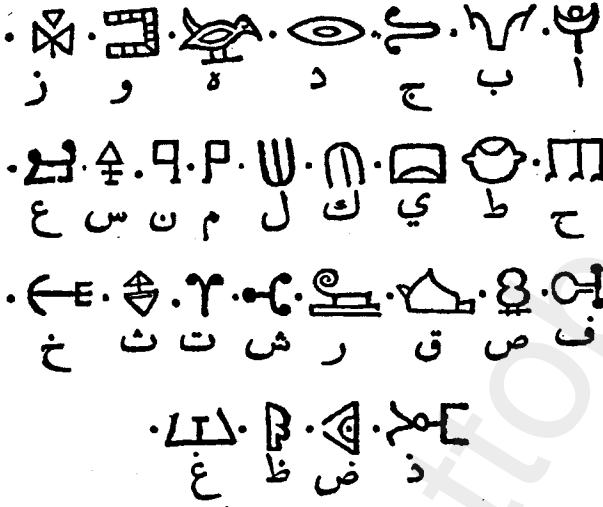 ا ب ج د ه و ز
ح ط ي ك ل م ن س ع
ف ص ق ر ش ت ث خ
ذ ض ظ غ